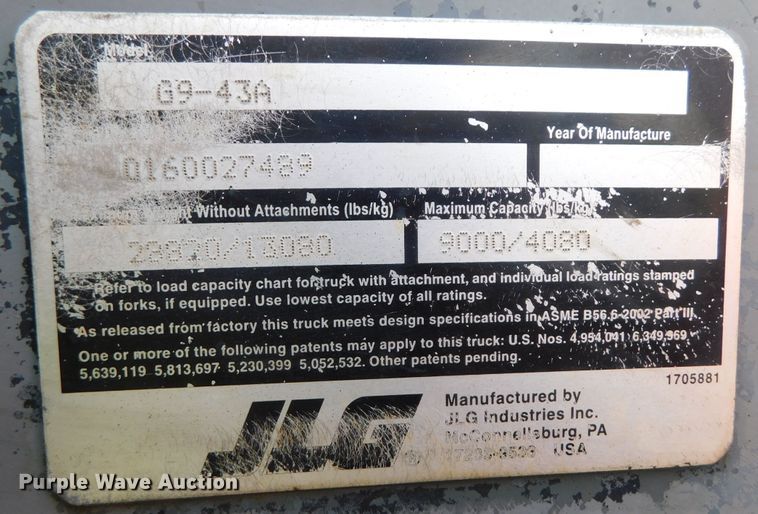 Model
G9-43A
Year Of Manufacture
0160027489
Without Attachments (lbs/kg) Maximum Capacity (lbs/kg)
28820/13080 9000/4080
Refer to load capacity chart for truck with attachment, and individual load ratings stamped
on forks, if equipped. Use lowest capacity of all ratings.
As released from factory this truck meets design specifications in ASME B56.6-2002 Part III.
One or more of the following patents may apply to this truck: U.S. Nos. 4,954,041 6,349,969
5,639,119 5,813,697 5,230,399 5,052,532. Other patents pending.
1705881
JLG
Manufactured by
JLG Industries Inc.
McConnellsburg, PA
17233-9533 USA
Purple Wave Auction